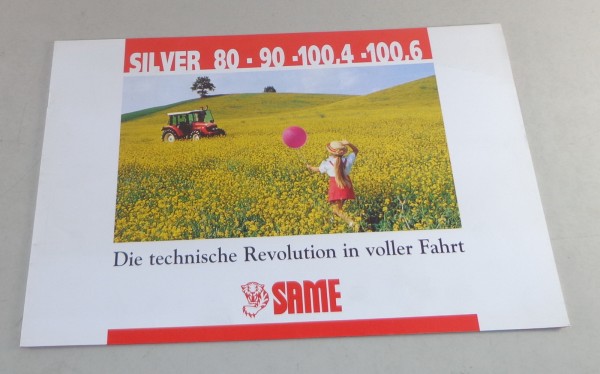 SILVER 80 - 90 -100.4 -100.6
Die technische Revolution in voller Fahrt
SAME